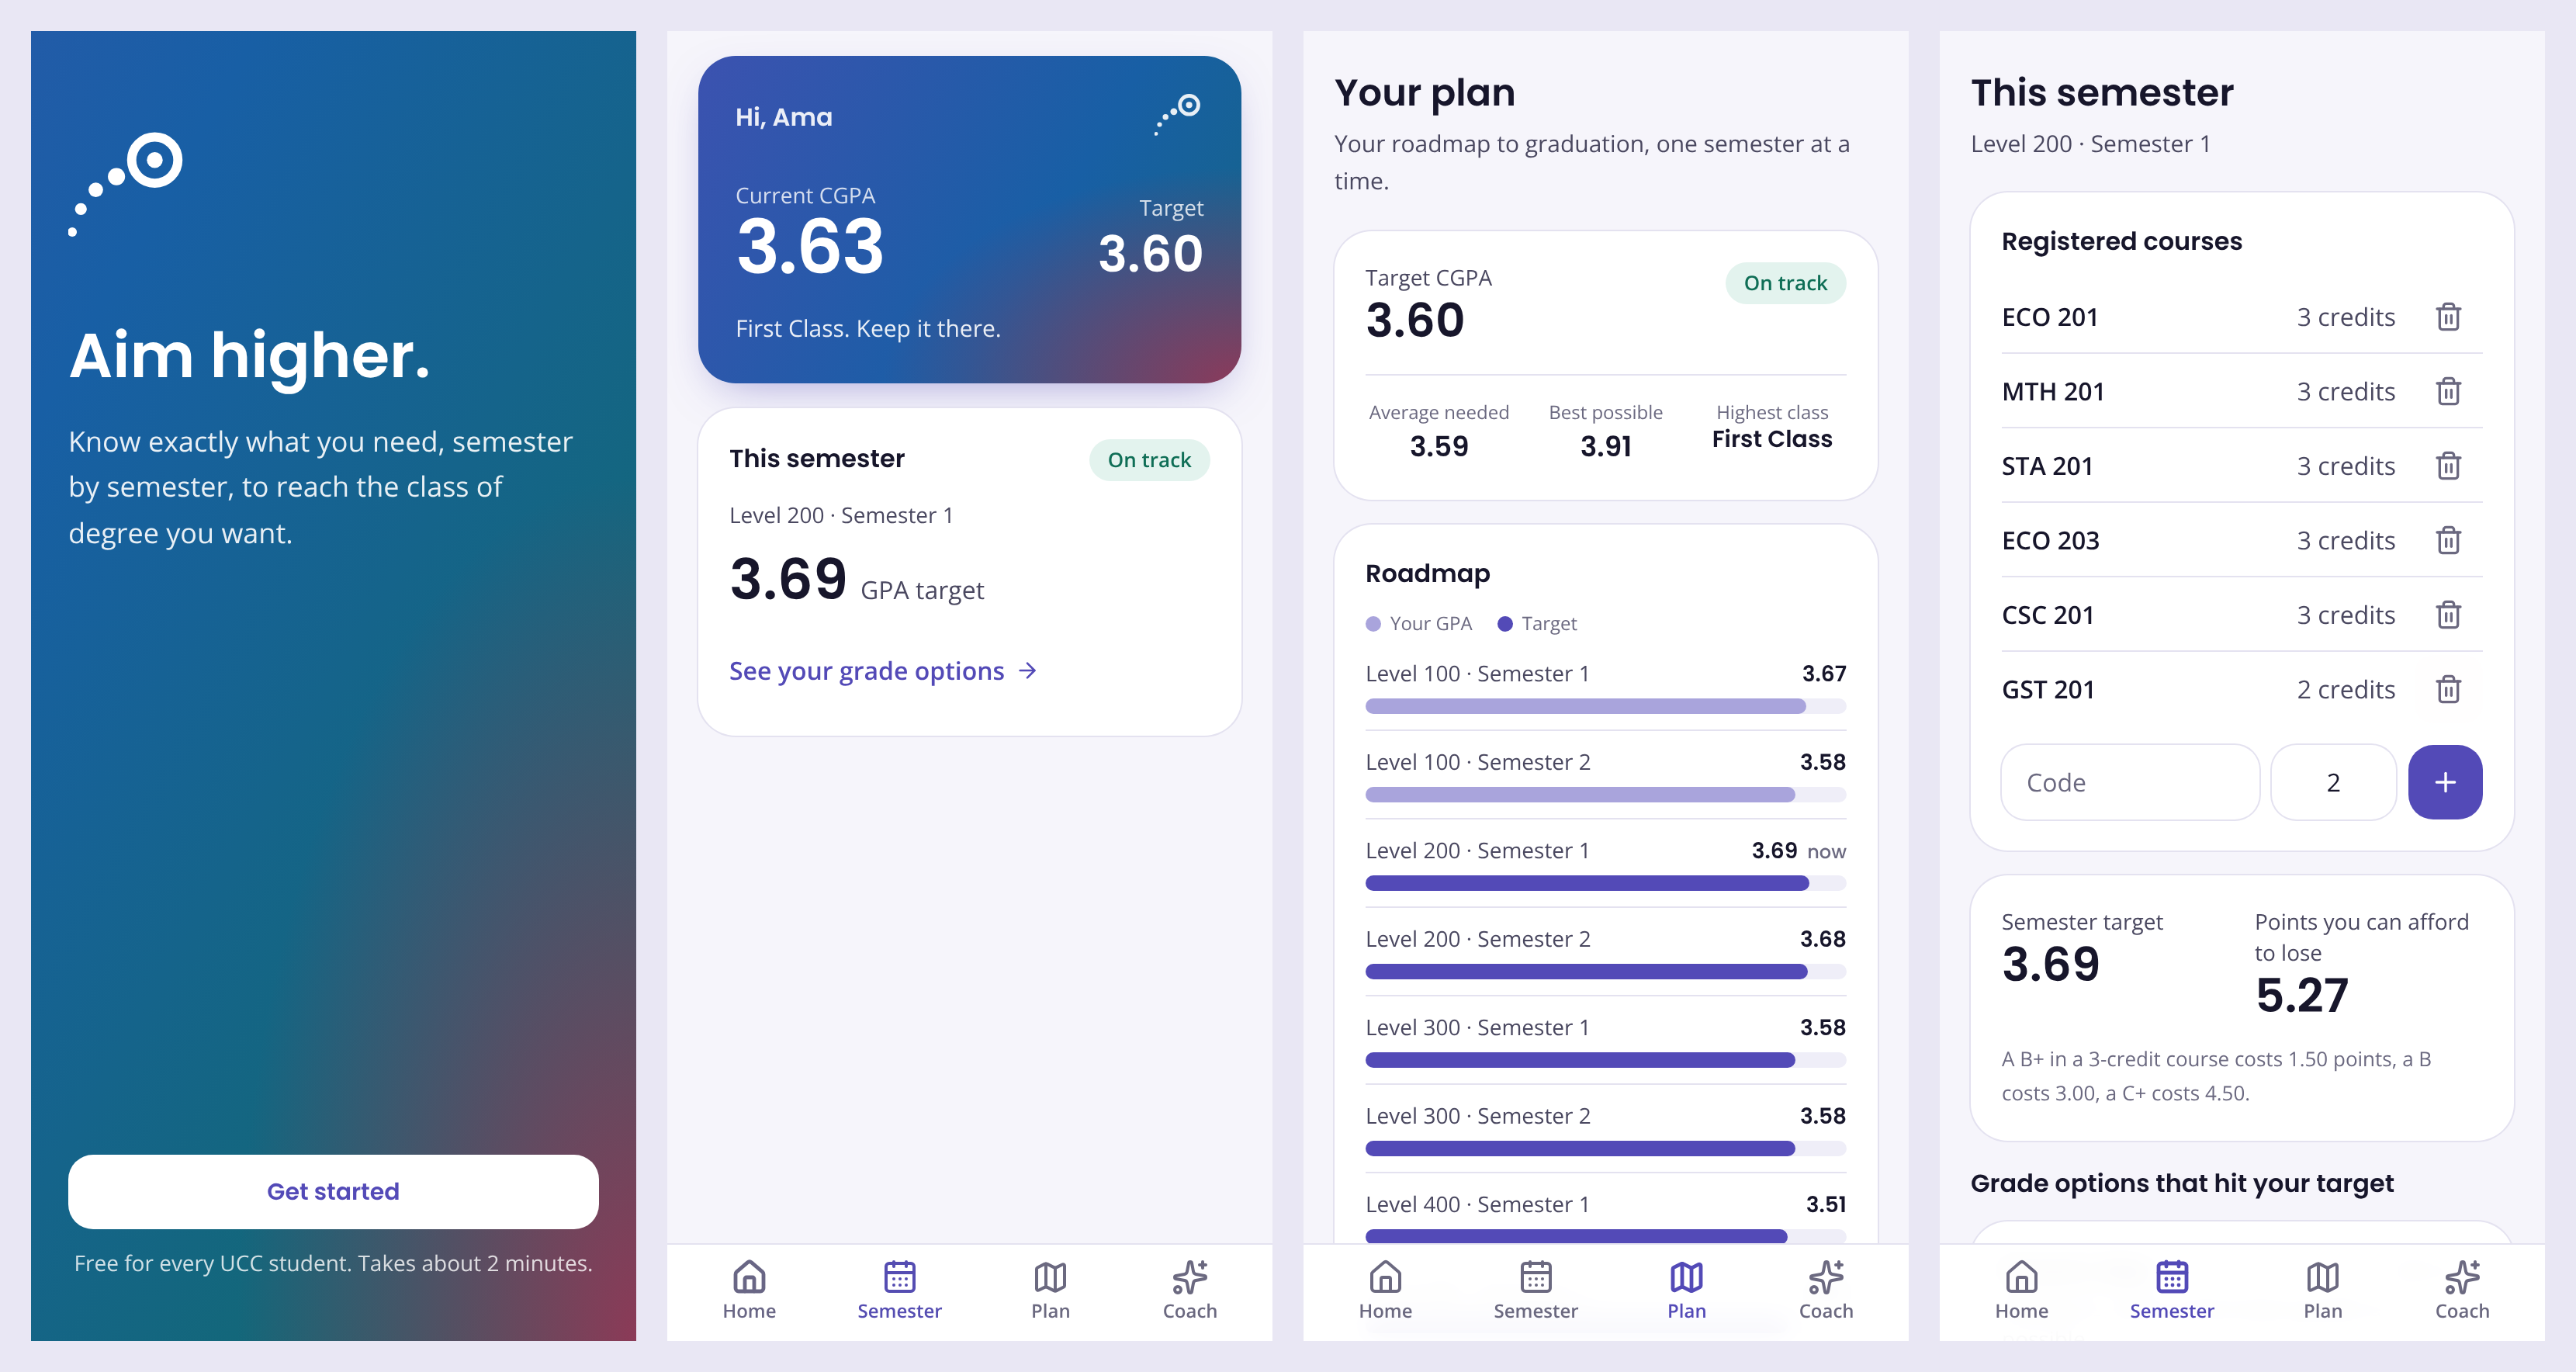 Aim higher.
Know exactly what you need, semester
by semester, to reach the class of
degree you want.
Get started
Free for every UCC student. Takes about 2 minutes.
Hi, Ama
Current CGPA
3.63
Target
3.60
First Class. Keep it there.
This semester
On track
Level 200 · Semester 1
3.69 GPA target
See your grade options →
Home
Semester
Plan
Coach
Your plan
Your roadmap to graduation, one semester at a
time.
Target CGPA
3.60
On track
Average needed
3.59
Best possible
3.91
Highest class
First Class
Roadmap
Your GPA
Target
Level 100 · Semester 1 3.67
Level 100 · Semester 2 3.58
Level 200 · Semester 1 3.69 now
Level 200 · Semester 2 3.68
Level 300 · Semester 1 3.58
Level 300 · Semester 2 3.58
Level 400 · Semester 1 3.51
Home
Semester
Plan
Coach
This semester
Level 200 · Semester 1
Registered courses
ECO 201 3 credits
MTH 201 3 credits
STA 201 3 credits
ECO 203 3 credits
CSC 201 3 credits
GST 201 2 credits
Code
2
+
Semester target
3.69
Points you can afford
to lose
5.27
A B+ in a 3-credit course costs 1.50 points, a B
costs 3.00, a C+ costs 4.50.
Grade options that hit your target
Home
Semester
Plan
Coach